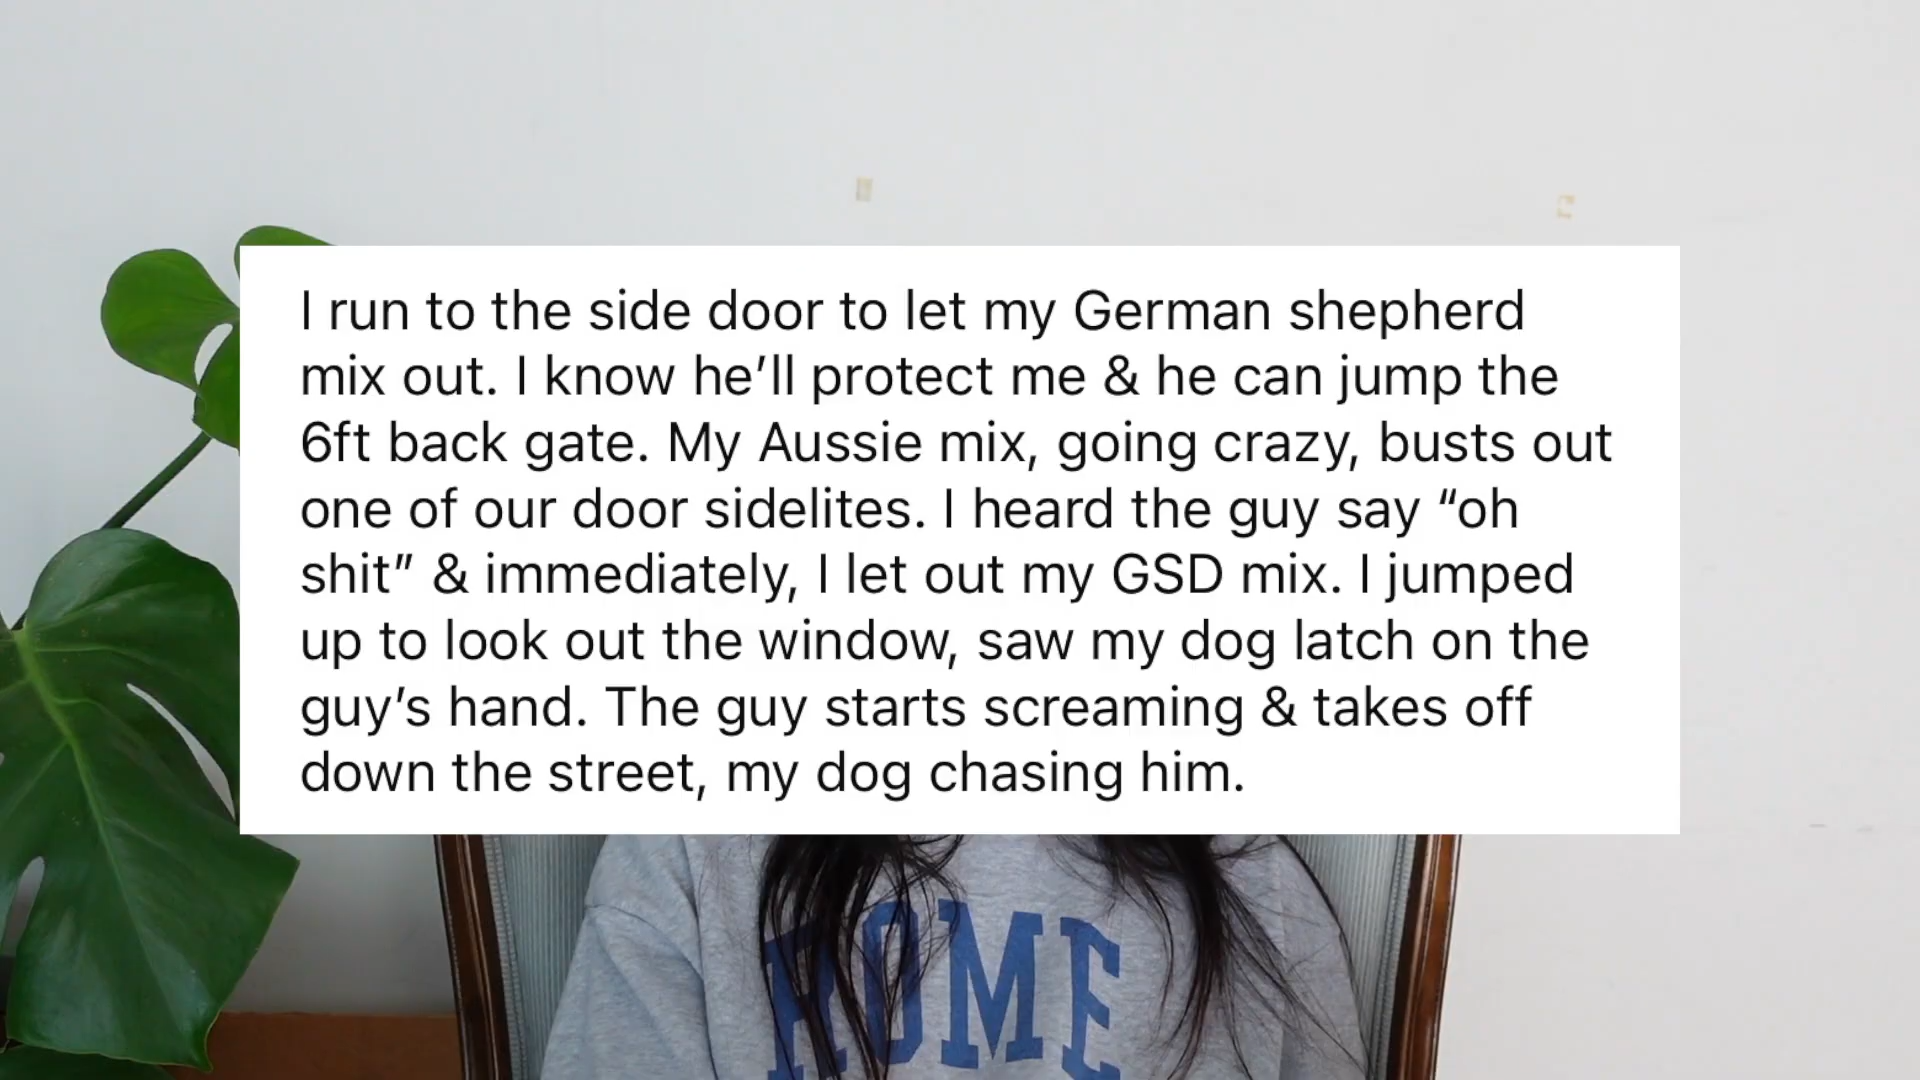 I run to the side door to let my German shepherd
mix out. I know he’ll protect me & he can jump the
6ft back gate. My Aussie mix, going crazy, busts out
one of our door sidelites. I heard the guy say “oh
shit” & immediately, I let out my GSD mix. I jumped
up to look out the window, saw my dog latch on the
guy’s hand. The guy starts screaming & takes off
down the street, my dog chasing him.
ROME